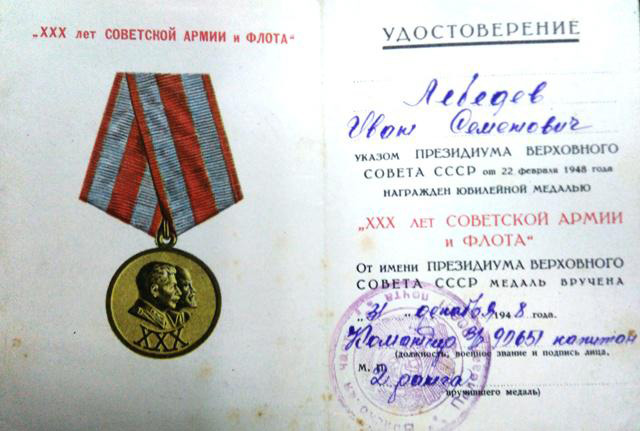 „XXX лет СОВЕТСКОЙ АРМИИ и ФЛОТА“
XXX
УДОСТОВЕРЕНИЕ
Лебедев
Иван Семенович
УКАЗОМ ПРЕЗИДИУМА ВЕРХОВНОГО
СОВЕТА СССР от 22 февраля 1948 года
НАГРАЖДЕН ЮБИЛЕЙНОЙ МЕДАЛЬЮ
„XXX лет СОВЕТСКОЙ АРМИИ
и ФЛОТА“
От имени ПРЕЗИДИУМА ВЕРХОВНОГО
СОВЕТА СССР МЕДАЛЬ ВРУЧЕНА
„31 декабря 1948 года.
Командир в/ч 90651 капитан
(должность, военное звание и подпись лица,
М. П. 2 ранга
вручившего медаль)